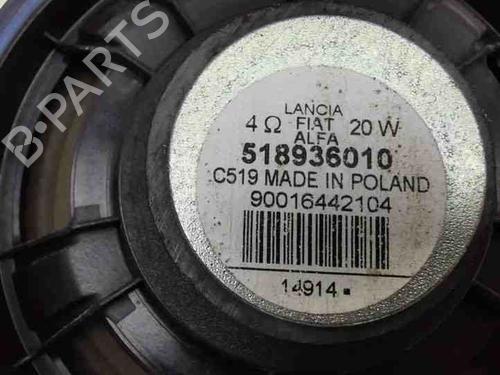 B-PARTS
LANCIA
4 Ω FIAT 20 W
ALFA
518936010
C519 MADE IN POLAND
90016442104
14914